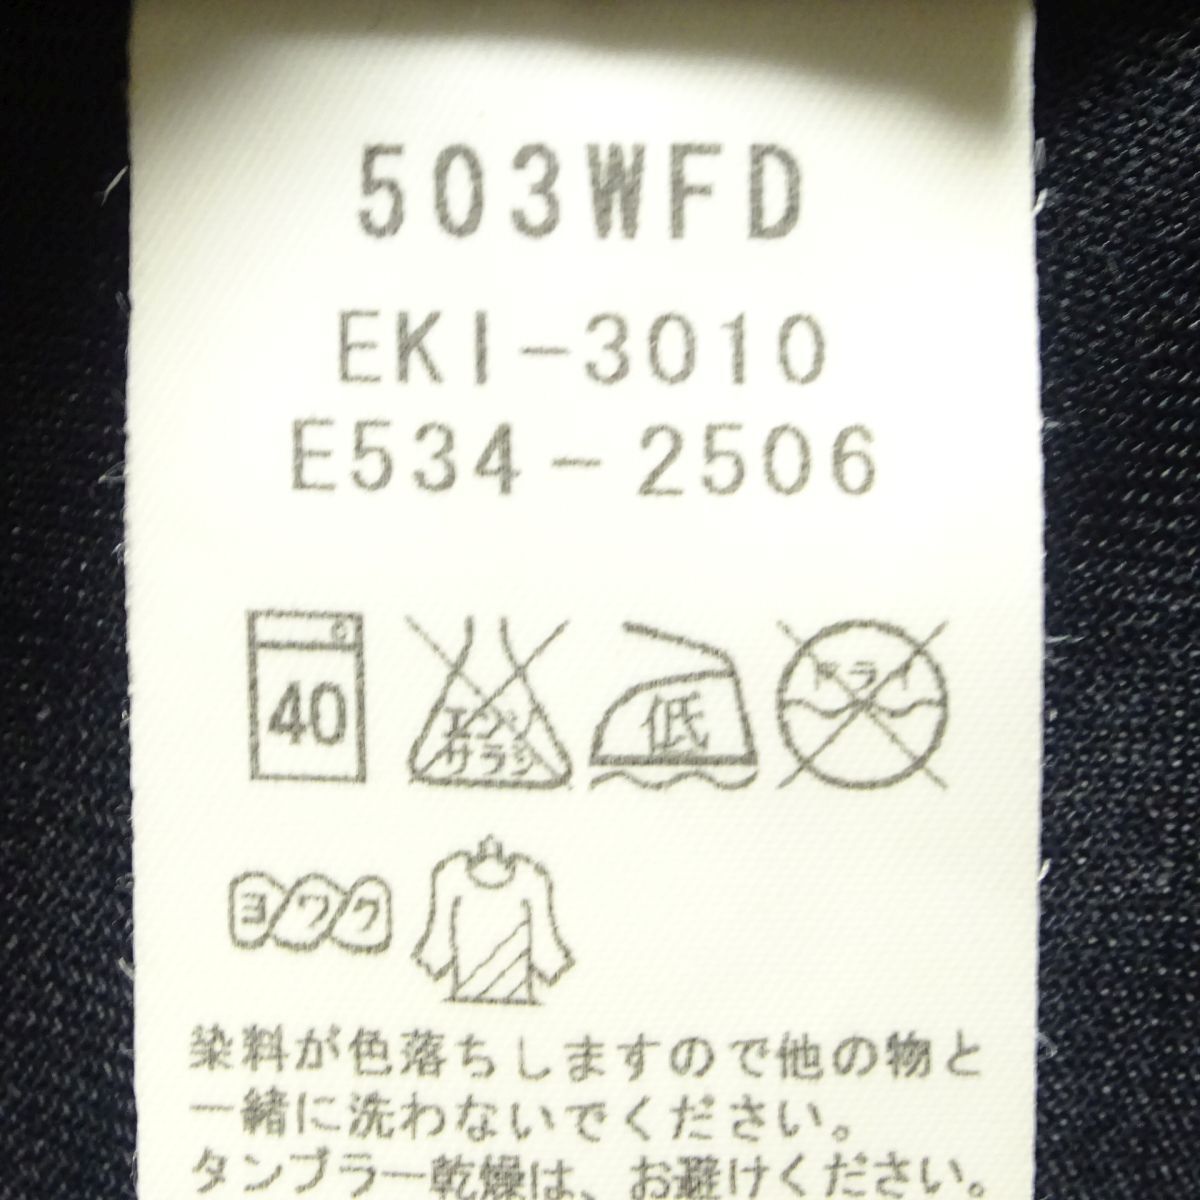 503WFD
EKI-3010
E534-2506
40
エンソ
サラシ
低
ドライ
ヨワク
染料が色落ちしますので他の物と
一緒に洗わないでください。
タンブラー乾燥は、お避けください。